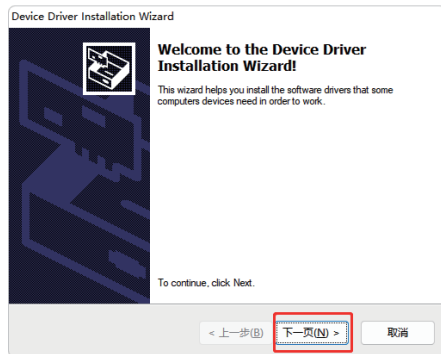 Device Driver Installation Wizard
Welcome to the Device Driver
Installation Wizard!
This wizard helps you install the software drivers that some
computers devices need in order to work.
To continue, click Next.
< 上一步(B)
下一页(N) >
取消